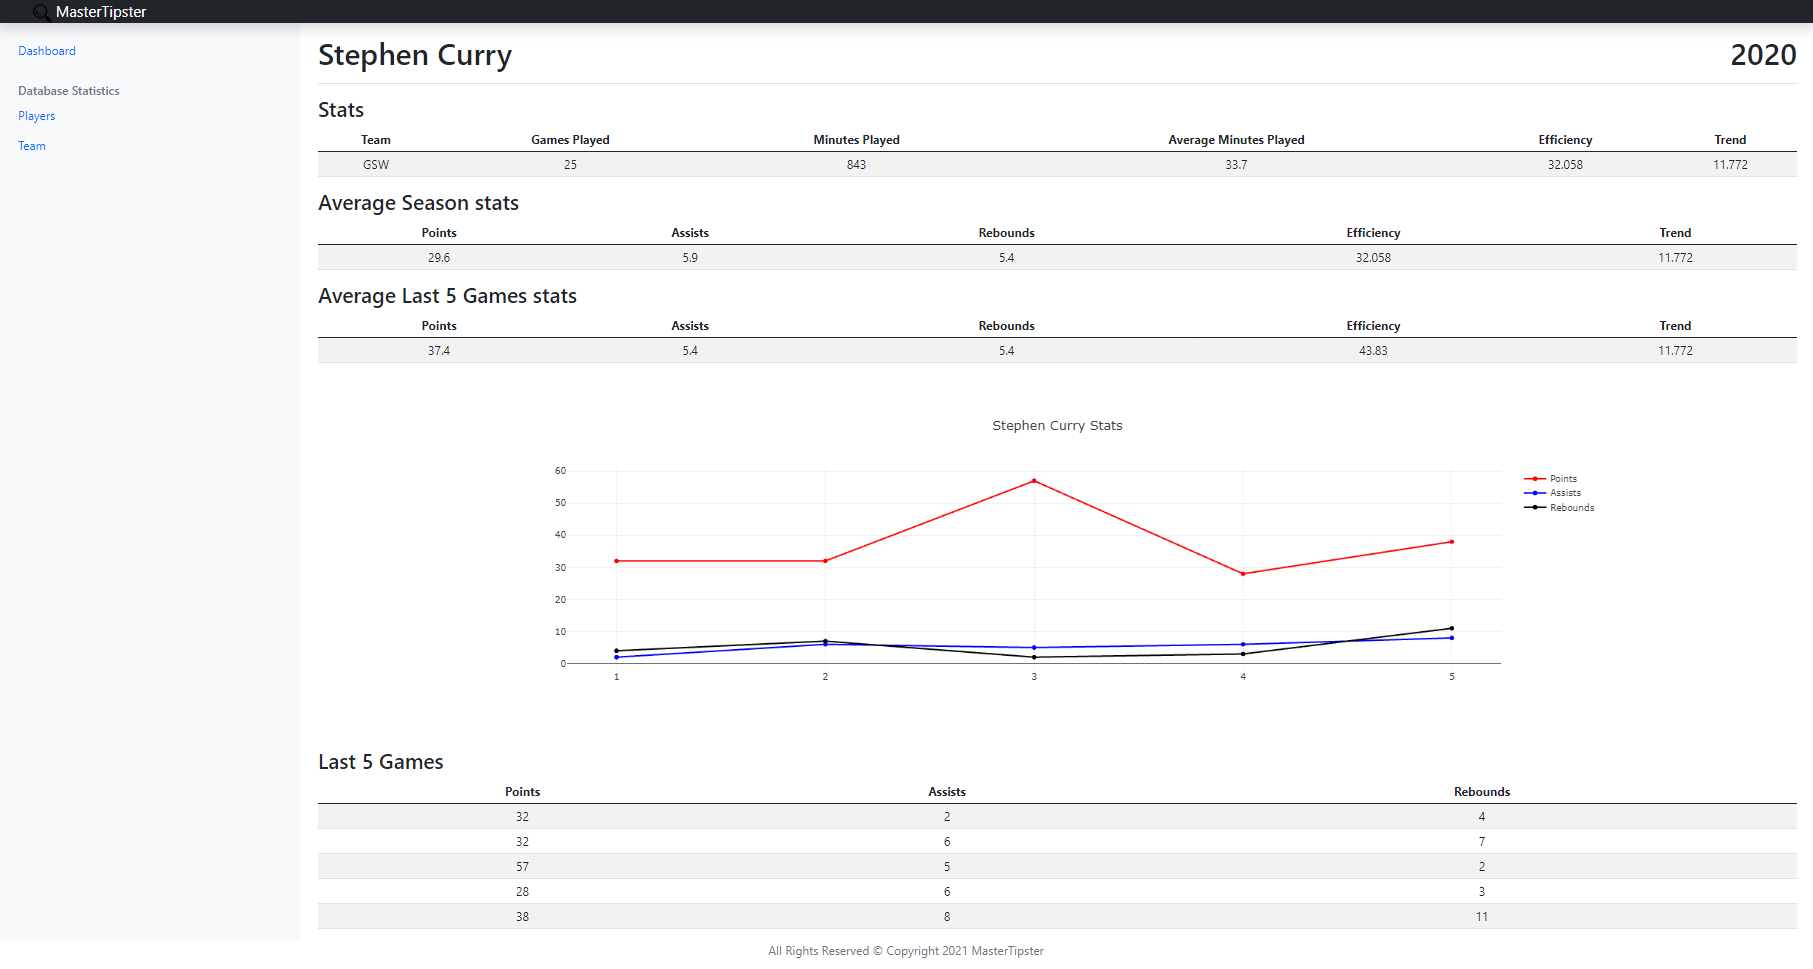 MasterTipster
Dashboard
Database Statistics
Players
Team
Stephen Curry 2020
Stats
Team Games Played Minutes Played Average Minutes Played Efficiency Trend
GSW 25 843 33.7 32.058 11.772
Average Season stats
Points Assists Rebounds Efficiency Trend
29.6 5.9 5.4 32.058 11.772
Average Last 5 Games stats
Points Assists Rebounds Efficiency Trend
37.4 5.4 5.4 43.83 11.772
Stephen Curry Stats
60
50
40
30
20
10
0
1 2 3 4 5
Points
Assists
Rebounds
Last 5 Games
Points Assists Rebounds
32 2 4
32 6 7
57 5 2
28 6 3
38 8 11
All Rights Reserved © Copyright 2021 MasterTipster